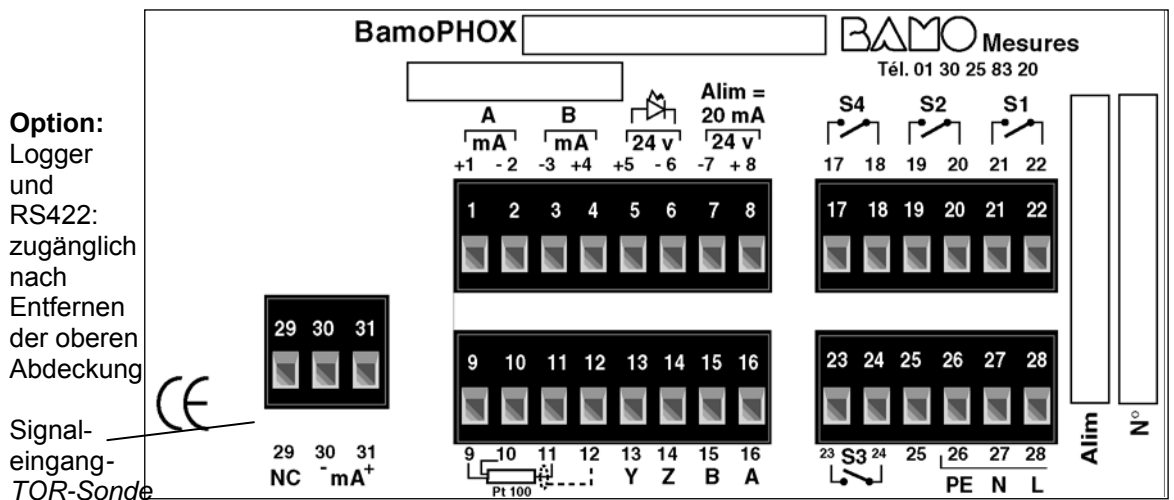 BamoPHOX
BAMO Mesures
Tél. 01 30 25 83 20
Option:
Logger
und
RS422:
zugänglich
nach
Entfernen
der oberen
Abdeckung
Signal-
eingang-
TOR-Sonde
A B Alim =
20 mA
mA mA 24 v 24 v
+1 - 2 -3 +4 +5 - 6 -7 + 8
S4 S2 S1
17 18 19 20 21 22
1 2 3 4 5 6 7 8
17 18 19 20 21 22
29 30 31
9 10 11 12 13 14 15 16
23 24 25 26 27 28
CE
29 30 31
NC - mA +
9 10 11 12 13 14 15 16
Pt 100 Y Z B A
23 S3 24 25 26 27 28
PE N L
Alim
N°